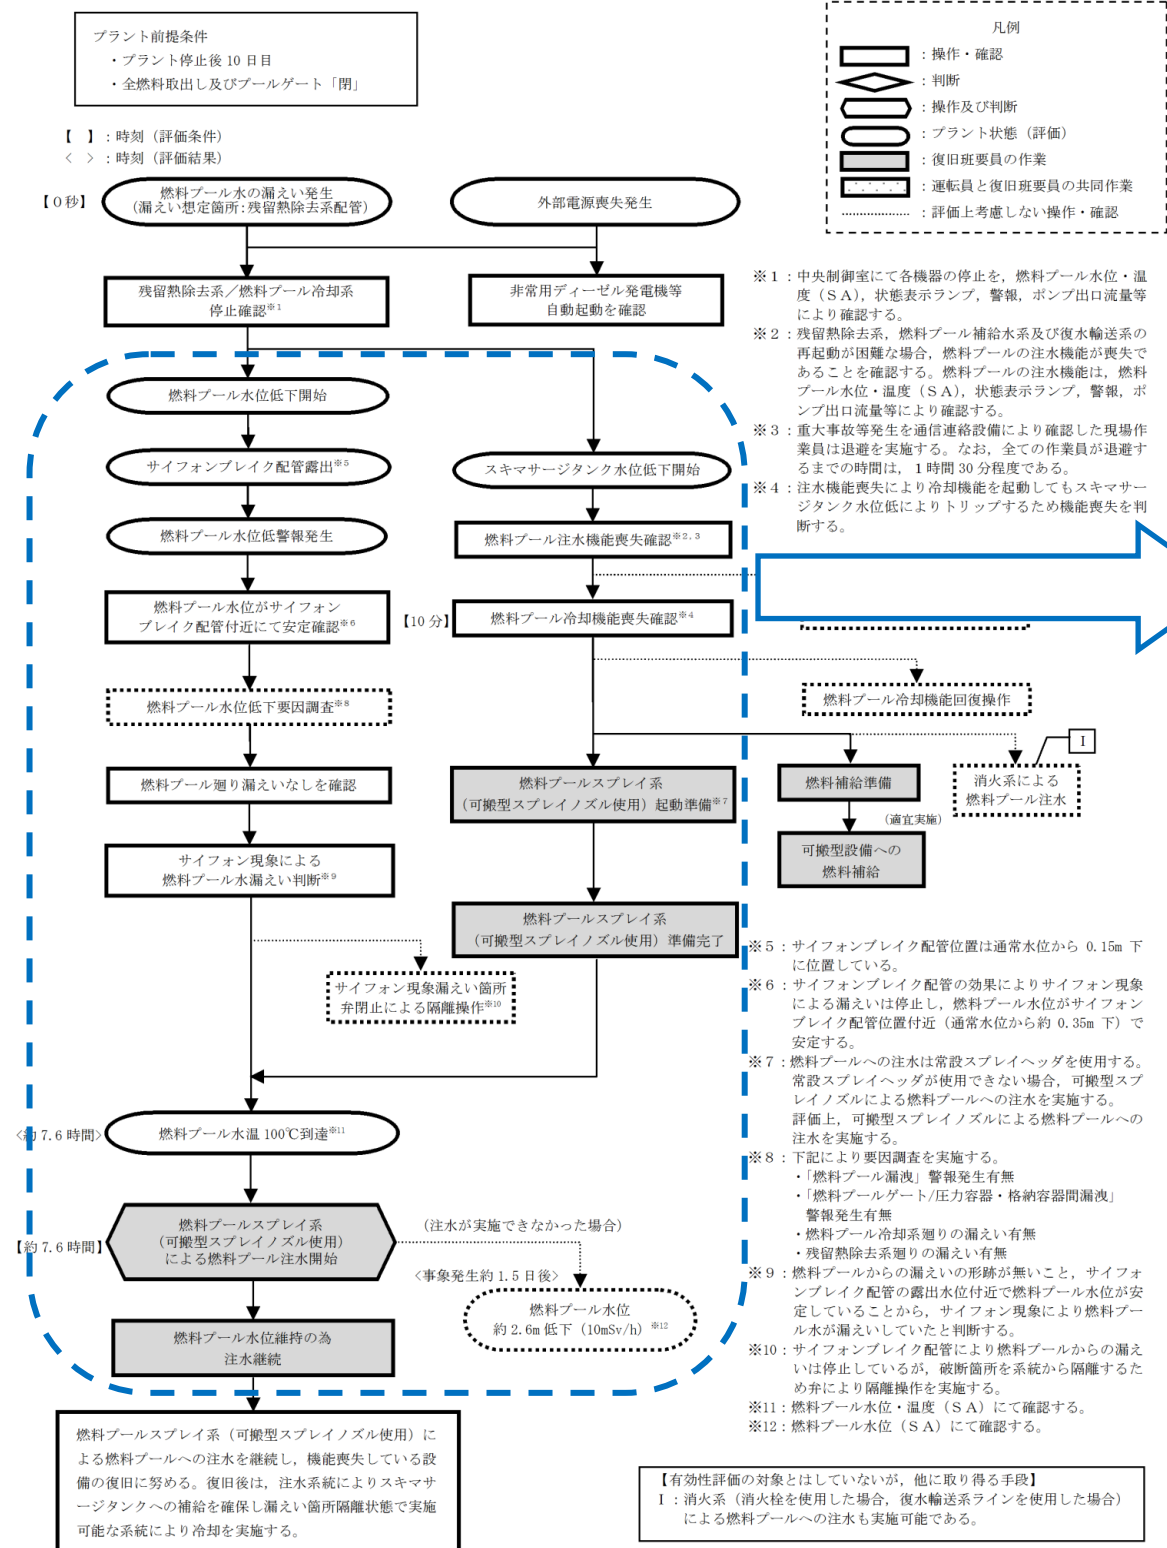 プラント前提条件
・プラント停止後 10 日目
・全燃料取出し及びプールゲート「閉」
【　】：時刻（評価条件）
＜　＞：時刻（評価結果）
凡例
：操作・確認
：判断
：操作及び判断
：プラント状態（評価）
：復旧班要員の作業
：運転員と復旧班要員の共同作業
：評価上考慮しない操作・確認
【0秒】
燃料プール水の漏えい発生
（漏えい想定箇所：残留熱除去系配管）
外部電源喪失発生
残留熱除去系／燃料プール冷却系
停止確認※1
非常用ディーゼル発電機等
自動起動を確認
燃料プール水位低下開始
サイフォンブレイク配管露出※5
スキマサージタンク水位低下開始
燃料プール水位低警報発生
燃料プール注水機能喪失確認※2,3
燃料プール水位がサイフォン
ブレイク配管付近にて安定確認※6
【10分】
燃料プール冷却機能喪失確認※4
燃料プール水位低下要因調査※8
燃料プール冷却機能回復操作
Ⅰ
燃料プール廻り漏えいなしを確認
燃料プールスプレイ系
（可搬型スプレイノズル使用）起動準備※7
燃料補給準備
消火系による
燃料プール注水
（適宜実施）
可搬型設備への
燃料補給
サイフォン現象による
燃料プール水漏えい判断※9
燃料プールスプレイ系
（可搬型スプレイノズル使用）準備完了
サイフォン現象漏えい箇所
弁閉止による隔離操作※10
＜約 7.6 時間＞
燃料プール水温 100℃到達※11
【約 7.6 時間】
燃料プールスプレイ系
（可搬型スプレイノズル使用）
による燃料プール注水開始
（注水が実施できなかった場合）
＜事象発生約 1.5 日後＞
燃料プール水位
約 2.6m 低下（10mSv/h）※12
燃料プール水位維持の為
注水継続
燃料プールスプレイ系（可搬型スプレイノズル使用）に
よる燃料プールへの注水を継続し，機能喪失している設
備の復旧に努める。復旧後は，注水系統によりスキマサ
ージタンクへの補給を確保し漏えい箇所隔離状態で実施
可能な系統により冷却を実施する。
※1：中央制御室にて各機器の停止を，燃料プール水位・温
度（ＳＡ），状態表示ランプ，警報，ポンプ出口流量等
により確認する。
※2：残留熱除去系，燃料プール補給水系及び復水輸送系の
再起動が困難な場合，燃料プールの注水機能が喪失で
あることを確認する。燃料プールの注水機能は，燃料
プール水位・温度（ＳＡ），状態表示ランプ，警報，ポ
ンプ出口流量等により確認する。
※3：重大事故等発生を通信連絡設備により確認した現場作
業員は退避を実施する。なお，全ての作業員が退避す
るまでの時間は，１時間 30 分程度である。
※4：注水機能喪失により冷却機能を起動してもスキマサー
ジタンク水位低によりトリップするため機能喪失を判
断する。
※5：サイフォンブレイク配管位置は通常水位から 0.15m 下
に位置している。
※6：サイフォンブレイク配管の効果によりサイフォン現象
による漏えいは停止し，燃料プール水位がサイフォン
ブレイク配管位置付近（通常水位から約 0.35m 下）で
安定する。
※7：燃料プールへの注水は常設スプレイヘッダを使用する。
常設スプレイヘッダが使用できない場合，可搬型スプ
レイノズルによる燃料プールへの注水を実施する。
評価上，可搬型スプレイノズルによる燃料プールへの
注水を実施する。
※8：下記により要因調査を実施する。
・「燃料プール漏洩」警報発生有無
・「燃料プールゲート/圧力容器・格納容器間漏洩」
警報発生有無
・燃料プール冷却系廻りの漏えい有無
・残留熱除去系廻りの漏えい有無
※9：燃料プールからの漏えいの形跡が無いこと，サイフォ
ンブレイク配管の露出水位付近で燃料プール水位が安
定していることから，サイフォン現象により燃料プー
ル水が漏えいしていたと判断する。
※10：サイフォンブレイク配管により燃料プールからの漏え
いは停止しているが，破断箇所を系統から隔離するた
め弁により隔離操作を実施する。
※11：燃料プール水位・温度（ＳＡ）にて確認する。
※12：燃料プール水位（ＳＡ）にて確認する。
【有効性評価の対象とはしていないが，他に取り得る手段】
Ⅰ：消火系（消火栓を使用した場合，復水輸送系ラインを使用した場合）
による燃料プールへの注水も実施可能である。